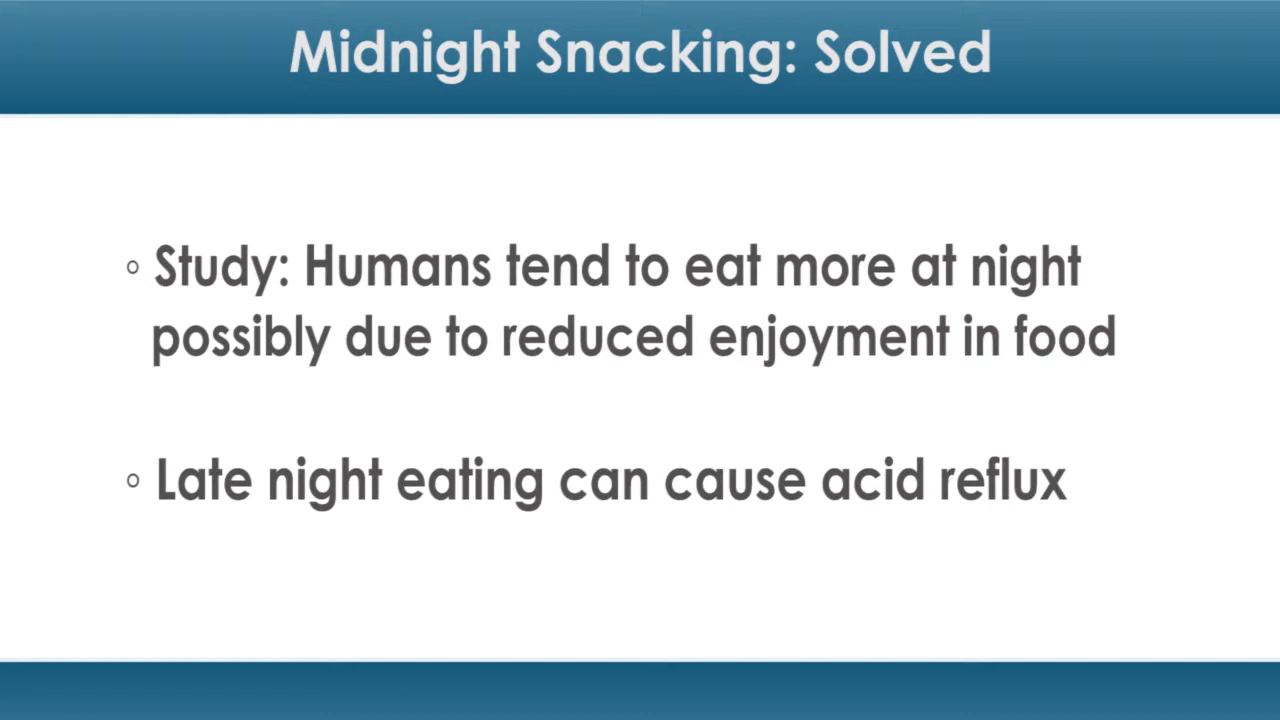 Midnight Snacking: Solved
◦ Study: Humans tend to eat more at night
possibly due to reduced enjoyment in food
◦ Late night eating can cause acid reflux